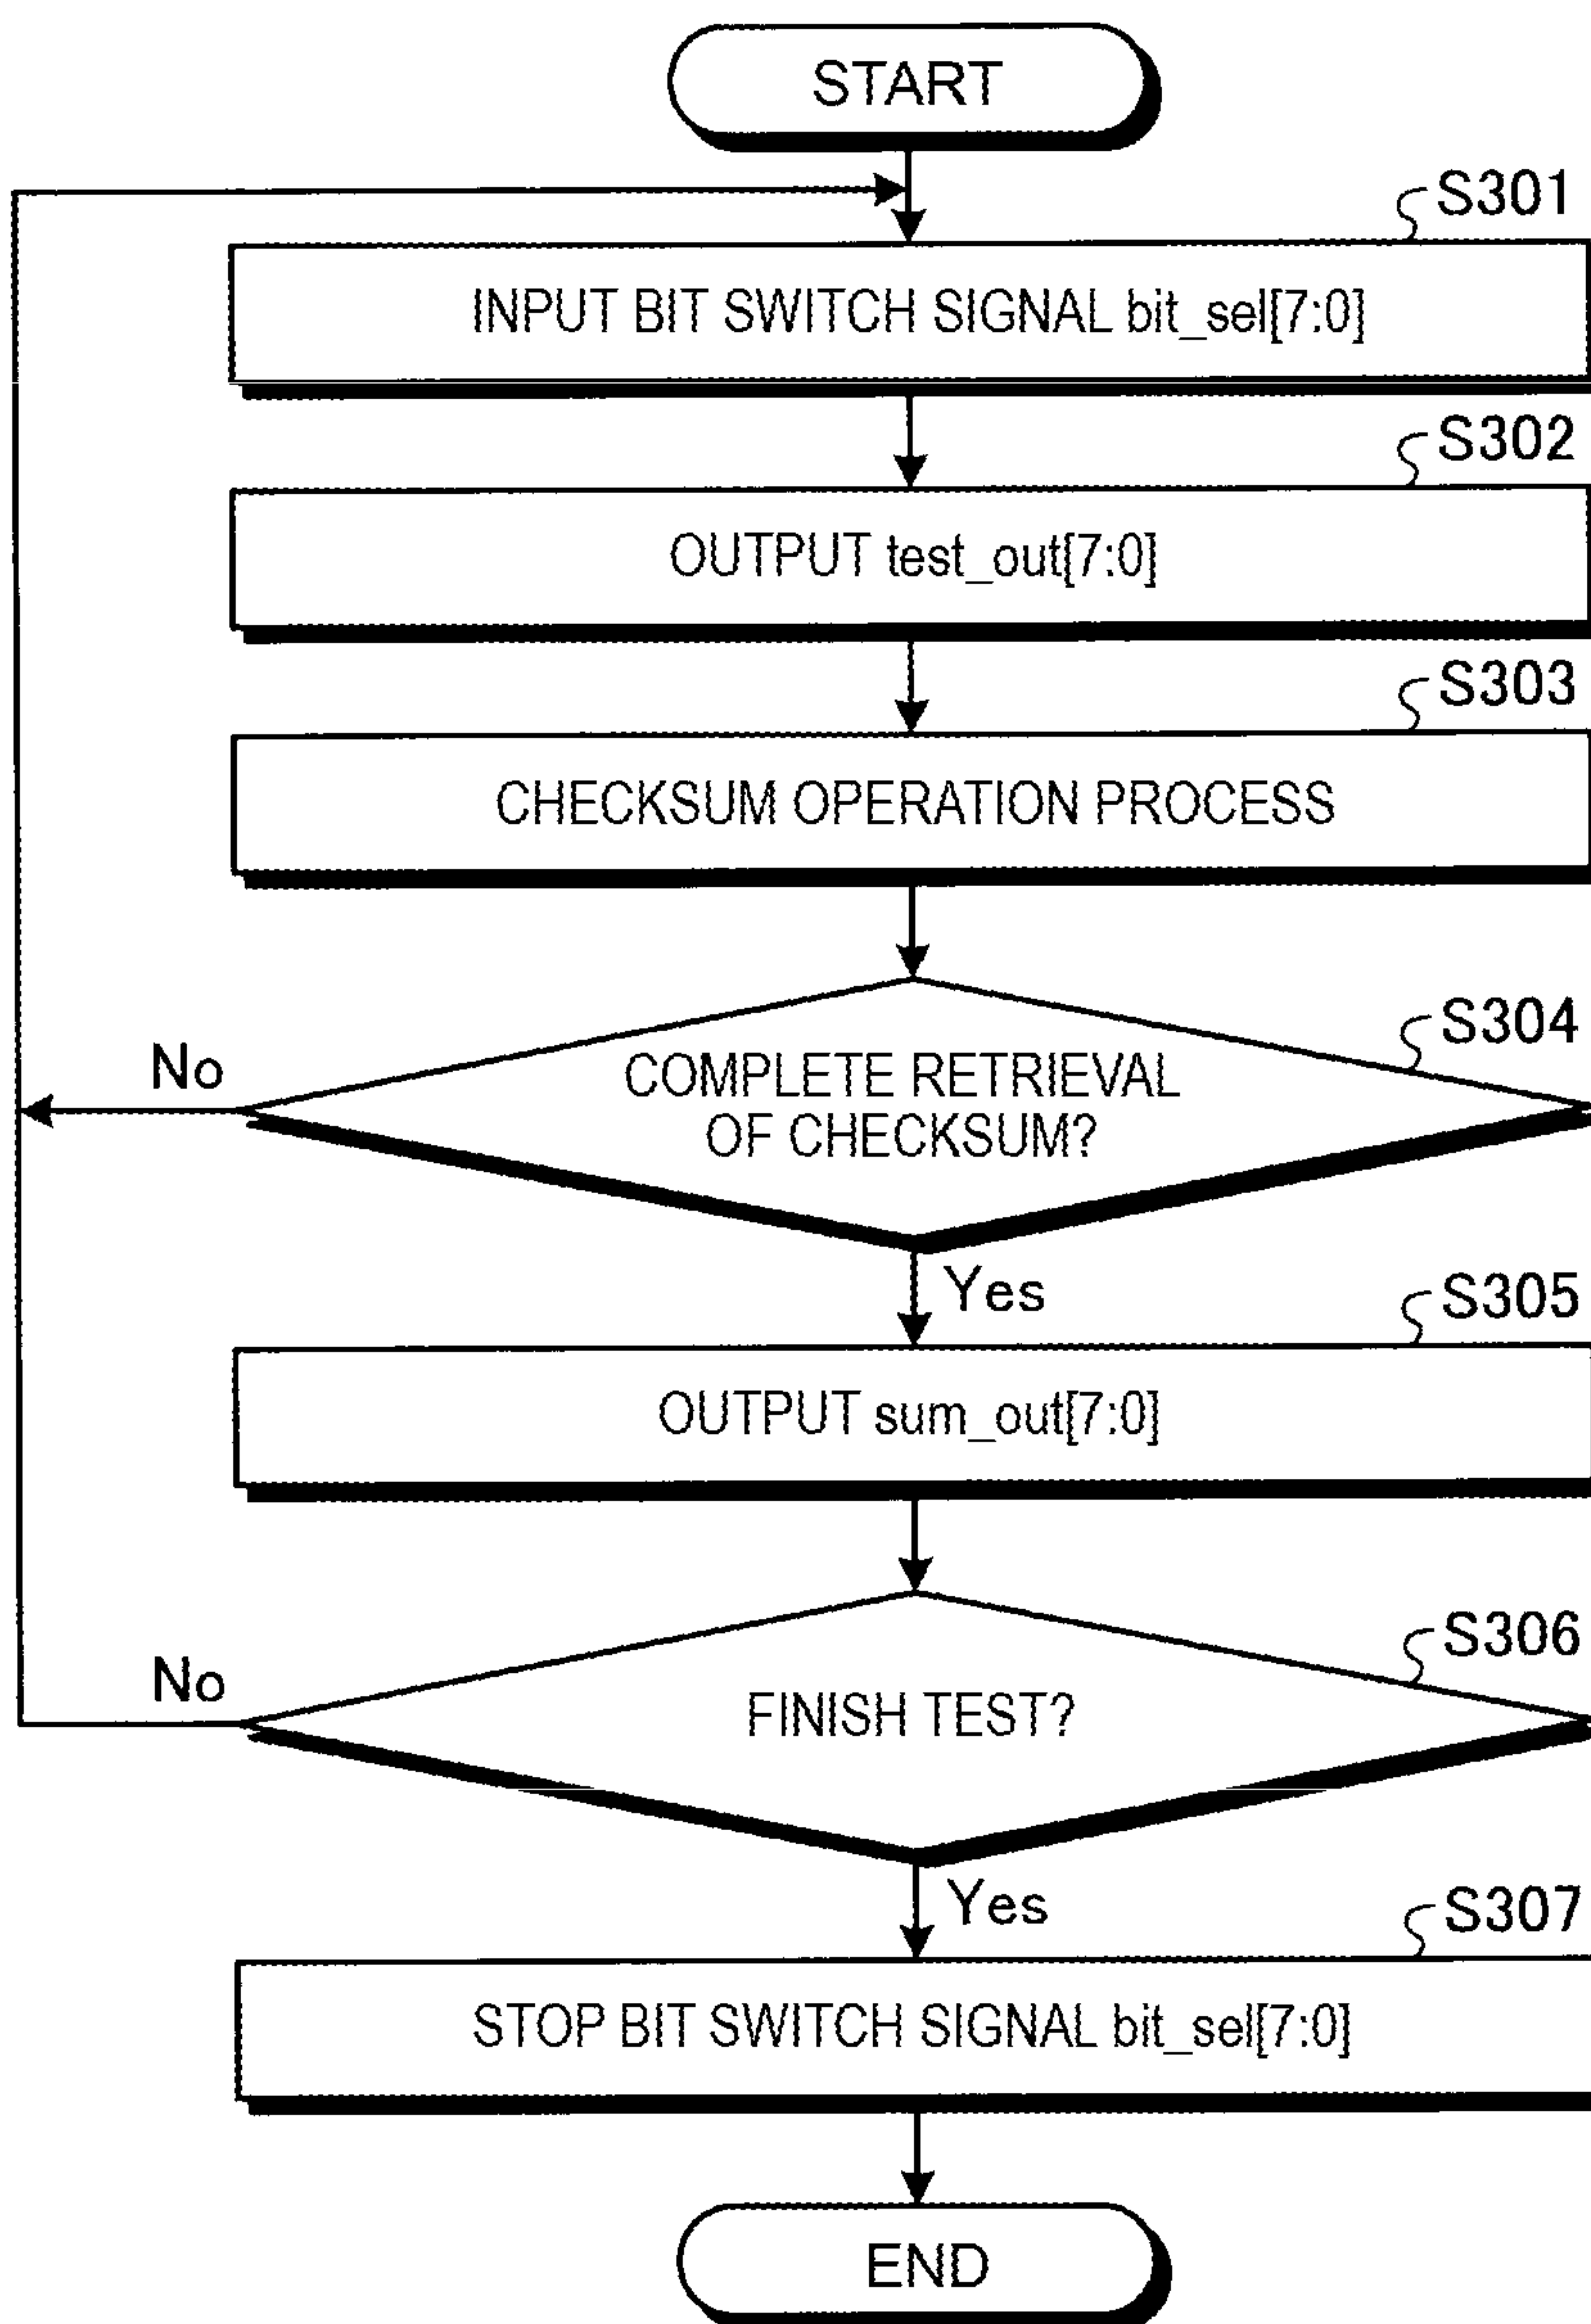 START
S301
INPUT BIT SWITCH SIGNAL bit_sel[7:0]
S302
OUTPUT test_out[7:0]
S303
CHECKSUM OPERATION PROCESS
S304
No
COMPLETE RETRIEVAL
OF CHECKSUM?
Yes
S305
OUTPUT sum_out[7:0]
S306
No
FINISH TEST?
Yes
S307
STOP BIT SWITCH SIGNAL bit_sel[7:0]
END